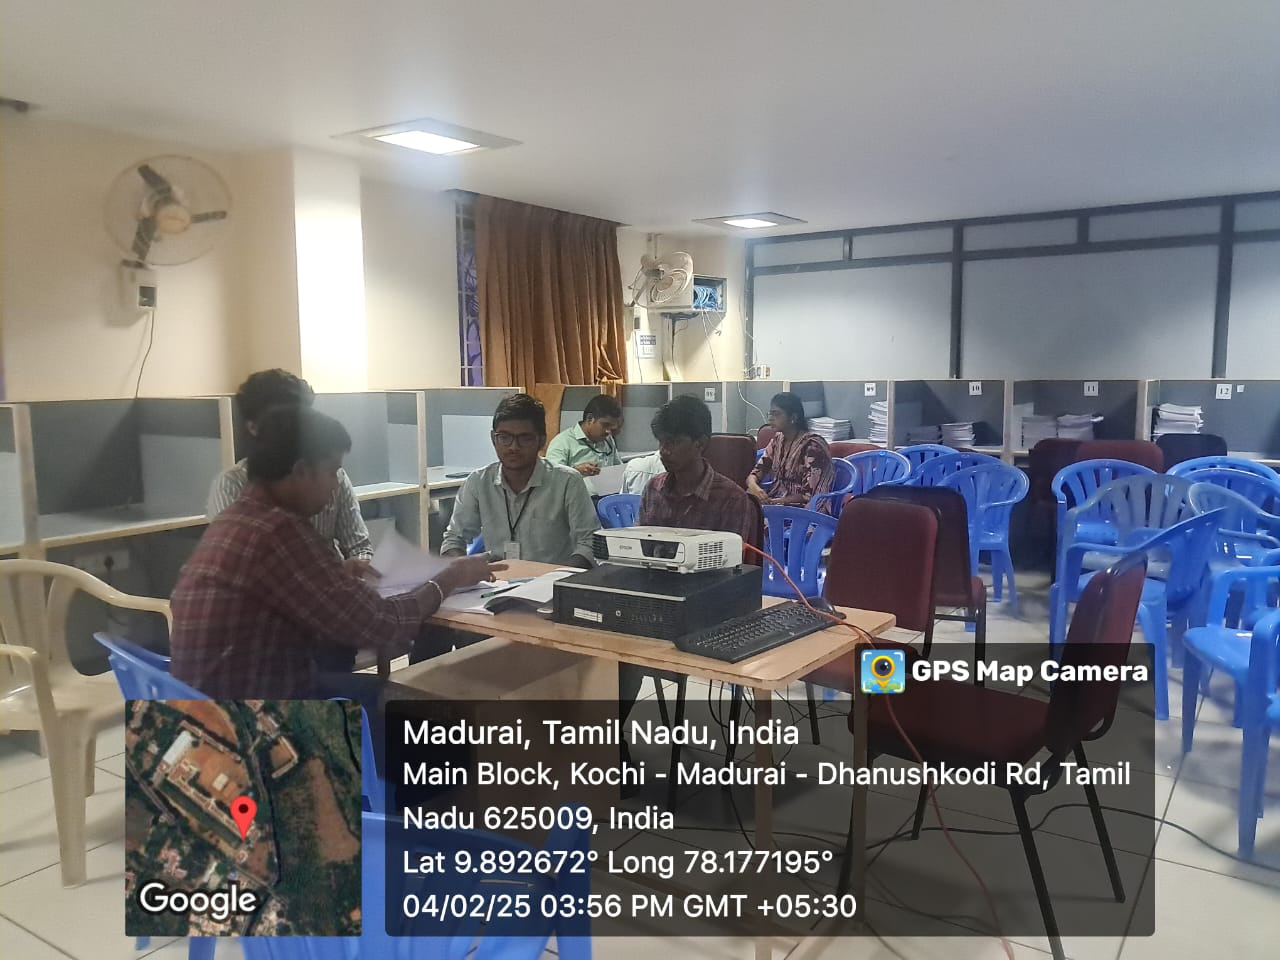 09
10
11
12
EPSON
GPS Map Camera
Madurai, Tamil Nadu, India
Main Block, Kochi - Madurai - Dhanushkodi Rd, Tamil
Nadu 625009, India
Lat 9.892672° Long 78.177195°
04/02/25 03:56 PM GMT +05:30
Google